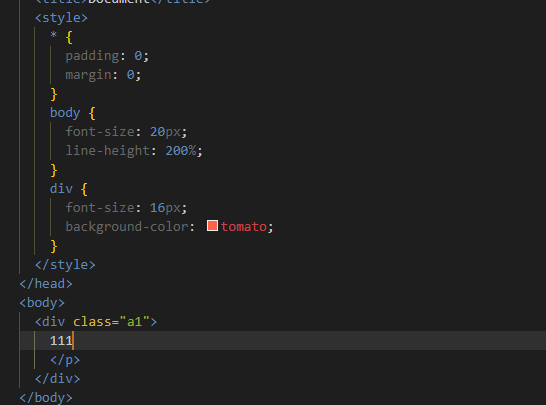 <title>Document</title>
<style>
* {
padding: 0;
margin: 0;
}
body {
font-size: 20px;
line-height: 200%;
}
div {
font-size: 16px;
background-color: tomato;
}
</style>
</head>
<body>
<div class="a1">
111
</p>
</div>
</body>